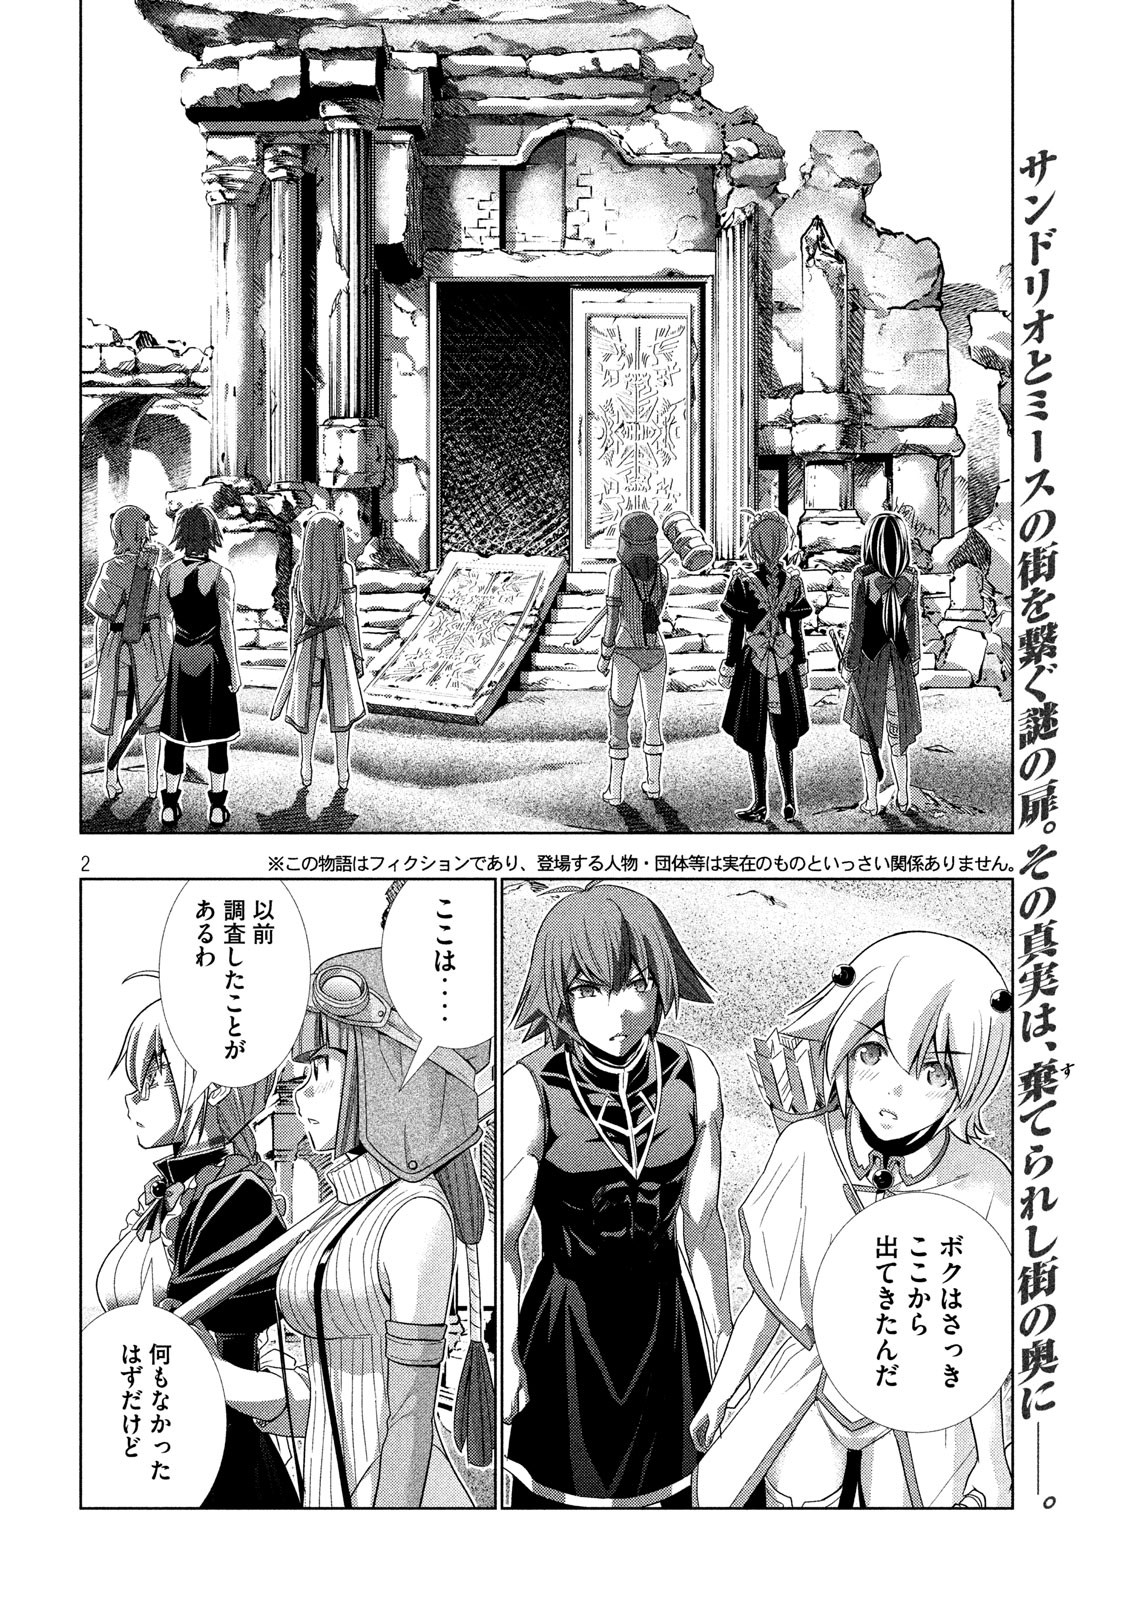 サンドリオとミースの街を繋ぐ謎の扉。その真実は、棄てられし街の奥に――。
す
2
※この物語はフィクションであり、登場する人物・団体等は実在のものといっさい関係ありません。
ボクはさっき
ここから
出てきたんだ
ここは‥‥
以前
調査したことが
あるわ
何もなかった
はずだけど